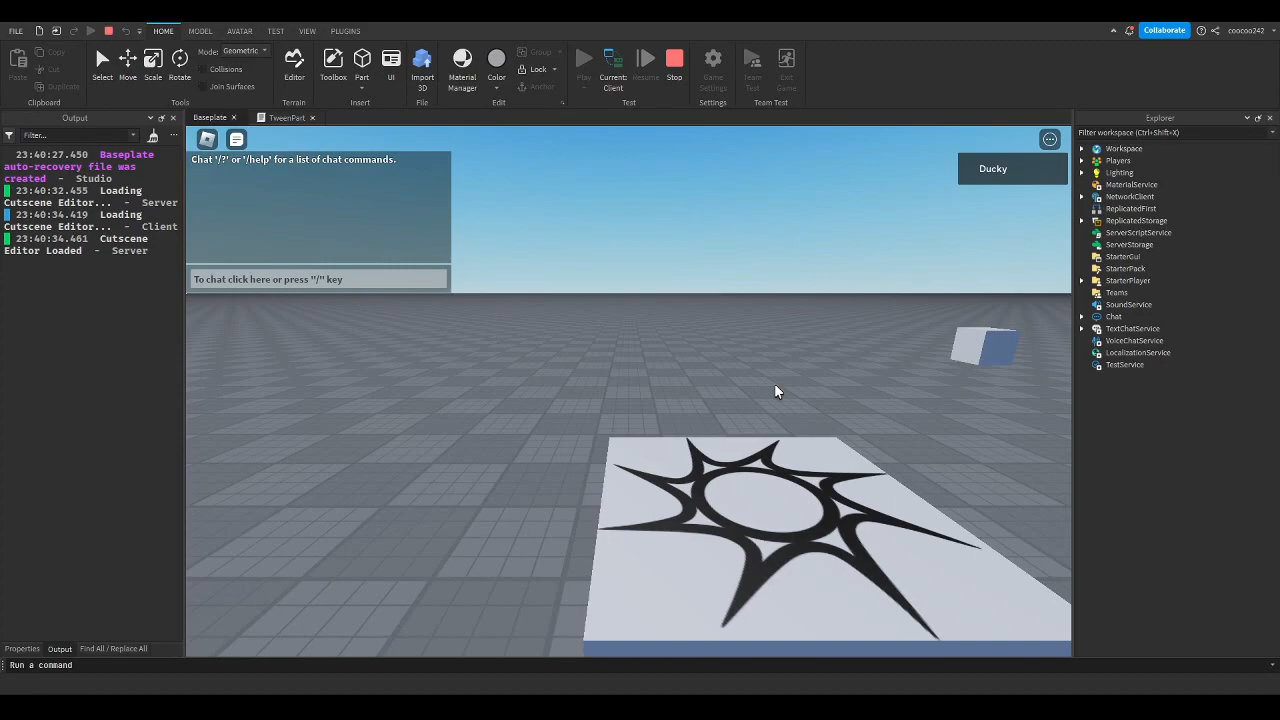 FILE HOME MODEL AVATAR TEST VIEW PLUGINS
Collaborate coocoo242
Copy
Cut
Duplicate
Paste
Clipboard
Select Move Scale Rotate
Mode: Geometric
Collisions
Join Surfaces
Tools
Editor
Terrain
Toolbox Part UI
Insert
Import
3D
File
Material
Manager
Color
Group
Lock
Anchor
Edit
Play
Current:
Client
Resume
Stop
Test
Game
Settings
Settings
Team
Test
Exit
Game
Team Test
Output
Filter...
23:40:27.450 Baseplate
auto-recovery file was
created - Studio
23:40:32.455 Loading
Cutscene Editor... - Server
23:40:34.419 Loading
Cutscene Editor... - Client
23:40:34.461 Cutscene
Editor Loaded - Server
Properties Output Find All / Replace All
Run a command
Baseplate TweenPart
Chat '/?' or '/help' for a list of chat commands.
To chat click here or press "/" key
Ducky
Explorer
Filter workspace (Ctrl+Shift+X)
Workspace
Players
Lighting
MaterialService
NetworkClient
ReplicatedFirst
ReplicatedStorage
ServerScriptService
ServerStorage
StarterGui
StarterPack
StarterPlayer
Teams
SoundService
Chat
TextChatService
VoiceChatService
LocalizationService
TestService